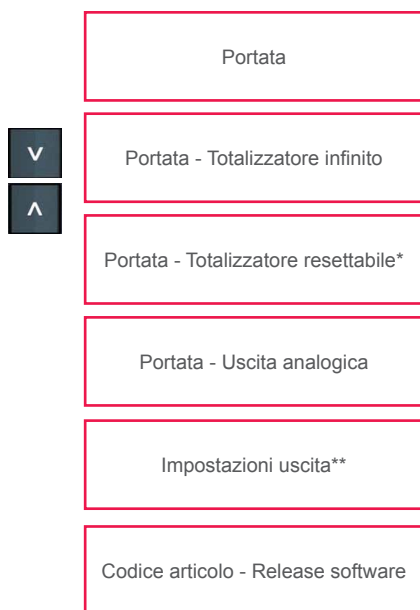 Portata
Portata - Totalizzatore infinito
Portata - Totalizzatore resettabile*
Portata - Uscita analogica
Impostazioni uscita**
Codice articolo - Release software